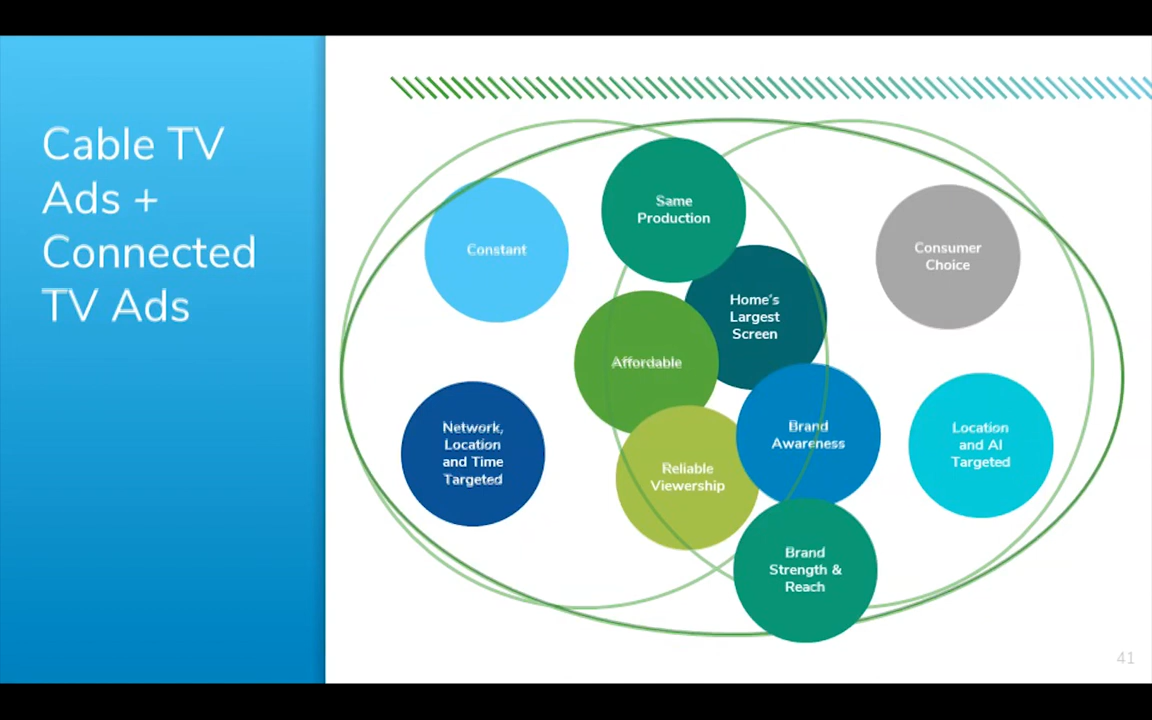 Cable TV
Ads +
Connected
TV Ads
Same
Production
Constant
Consumer
Choice
Home's
Largest
Screen
Affordable
Network,
Location
and Time
Targeted
Brand
Awareness
Location
and AI
Targeted
Reliable
Viewership
Brand
Strength &
Reach
41